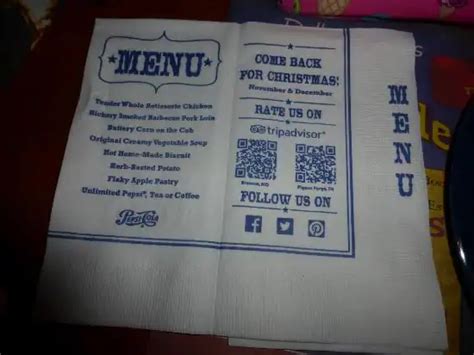 MENU
Tender Whole Rotisserie Chicken
Hickory Smoked Barbecue Pork Loin
Buttery Corn on the Cob
Original Creamy Vegetable Soup
Hot Home-Made Biscuit
Herb-Basted Potato
Flaky Apple Pastry
Unlimited Pepsi, Tea or Coffee
PEPSI-COLA
COME BACK
FOR CHRISTMAS!
November & December
RATE US ON
tripadvisor
Branson, MO
Pigeon Forge, TN
FOLLOW US ON
MENU